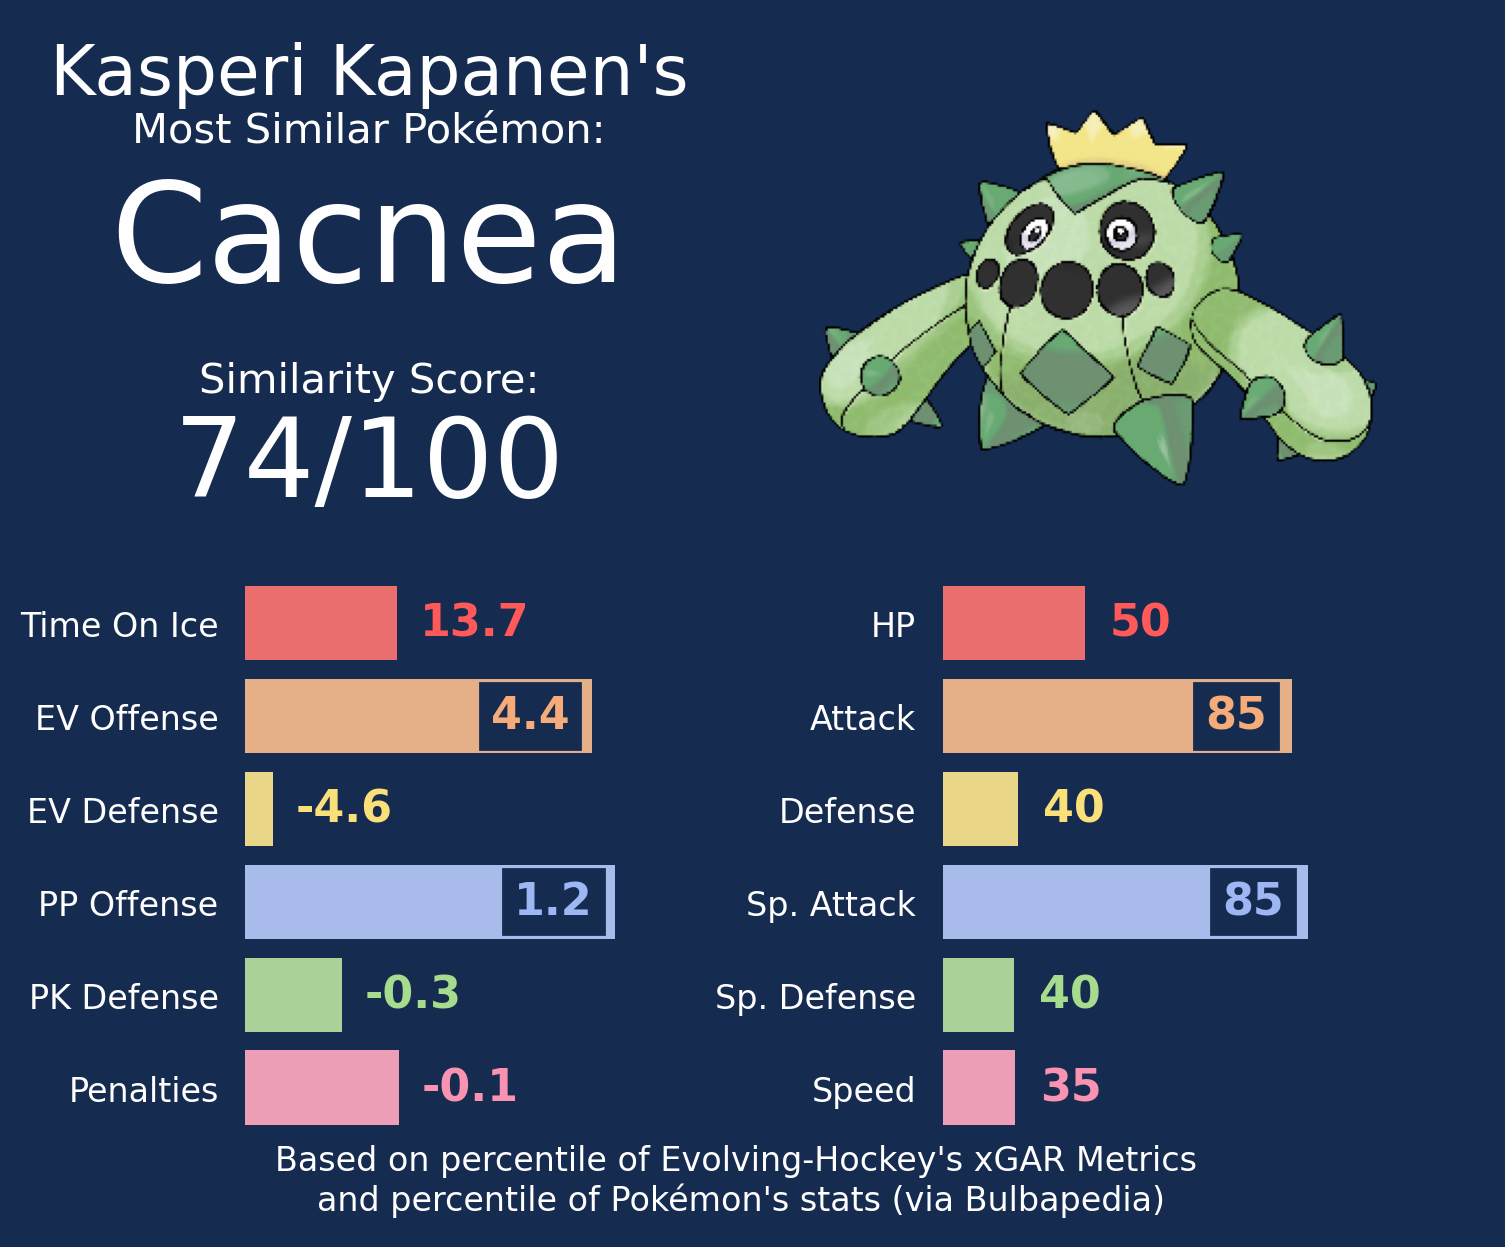 Kasperi Kapanen's
Most Similar Pokémon:
Cacnea
Similarity Score:
74/100
Time On Ice 13.7
EV Offense 4.4
EV Defense -4.6
PP Offense 1.2
PK Defense -0.3
Penalties -0.1
HP 50
Attack 85
Defense 40
Sp. Attack 85
Sp. Defense 40
Speed 35
Based on percentile of Evolving-Hockey's xGAR Metrics
and percentile of Pokémon's stats (via Bulbapedia)